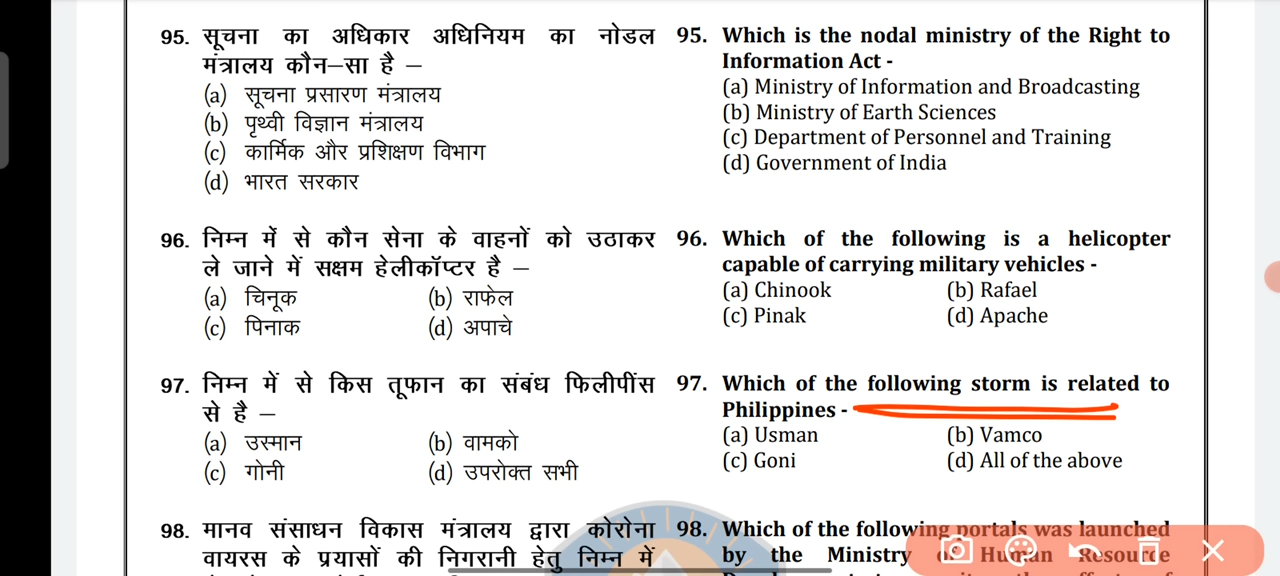 95. सूचना का अधिकार अधिनियम का नोडल
मंत्रालय कौन–सा है –
(a) सूचना प्रसारण मंत्रालय
(b) पृथ्वी विज्ञान मंत्रालय
(c) कार्मिक और प्रशिक्षण विभाग
(d) भारत सरकार
96. निम्न में से कौन सेना के वाहनों को उठाकर
ले जाने में सक्षम हेलीकॉप्टर है –
(a) चिनूक (b) राफेल
(c) पिनाक (d) अपाचे
97. निम्न में से किस तूफान का संबंध फिलीपींस
से है –
(a) उस्मान (b) वामको
(c) गोनी (d) उपरोक्त सभी
98. मानव संसाधन विकास मंत्रालय द्वारा कोरोना
वायरस के प्रयासों की निगरानी हेतु निम्न में
95. Which is the nodal ministry of the Right to
Information Act -
(a) Ministry of Information and Broadcasting
(b) Ministry of Earth Sciences
(c) Department of Personnel and Training
(d) Government of India
96. Which of the following is a helicopter
capable of carrying military vehicles -
(a) Chinook (b) Rafael
(c) Pinak (d) Apache
97. Which of the following storm is related to
Philippines -
(a) Usman (b) Vamco
(c) Goni (d) All of the above
98. Which of the following portals was launched
by the Ministry of Human Resource